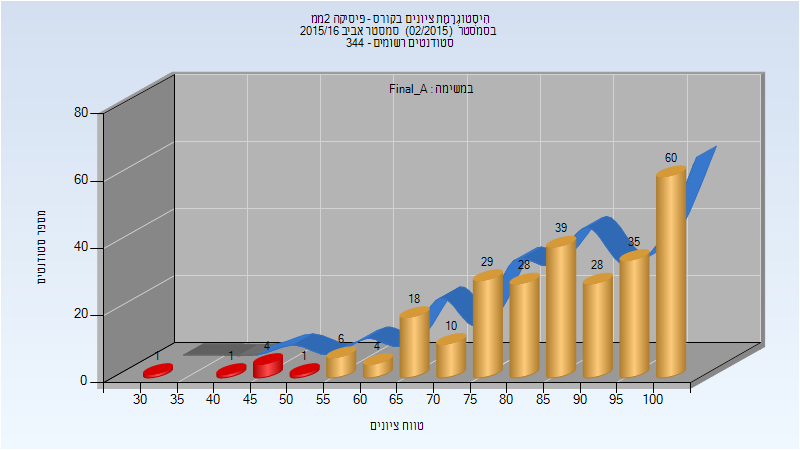 היסטוגרמת ציונים בקורס - פיסיקה 2ממ
בסמסטר (02/2015) סמסטר אביב 2015/16
סטודנטים רשומים - 344
במשימה : Final_A
מספר סטודנטים
80
60
40
20
0
1
1
4
1
6
4
18
10
29
28
39
28
35
60
30 35 40 45 50 55 60 65 70 75 80 85 90 95 100
טווח ציונים